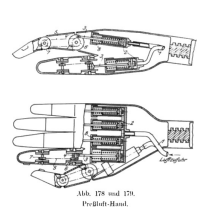 Luftzufuhr
Abb. 178 und 179.
Preßluft-Hand.